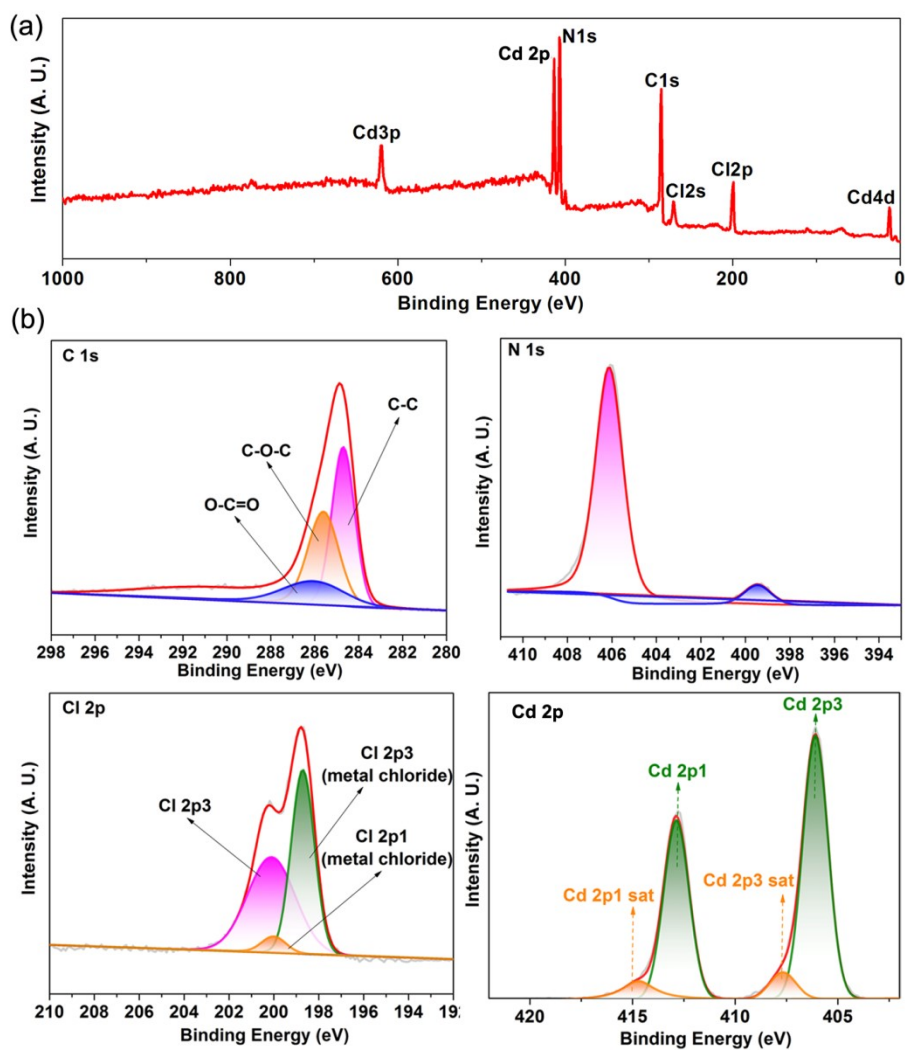 (a)
Intensity (A. U.)
Cd3p
Cd 2p
N1s
C1s
Cl2s
Cl2p
Cd4d
1000
800
600
400
200
0
Binding Energy (eV)
(b)
C 1s
Intensity (A. U.)
C-C
C-O-C
O-C=O
298 296 294 292 290 288 286 284 282 280
Binding Energy (eV)
N 1s
Intensity (A. U.)
410 408 406 404 402 400 398 396 394
Binding Energy (eV)
Cl 2p
Intensity (A. U.)
Cl 2p3
Cl 2p3
(metal chloride)
Cl 2p1
(metal chloride)
210 208 206 204 202 200 198 196 194 192
Binding Energy (eV)
Cd 2p
Intensity (A. U.)
Cd 2p3
Cd 2p1
Cd 2p1 sat
Cd 2p3 sat
420 415 410 405
Binding Energy (eV)